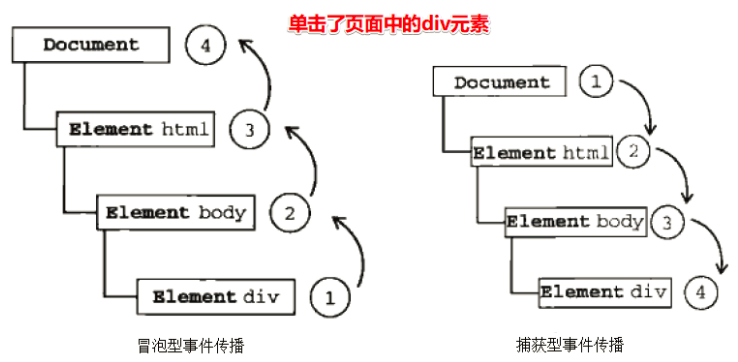 单击了页面中的div元素
Document 4
Element html 3
Element body 2
Element div 1
冒泡型事件传播
Document 1
Element html 2
Element body 3
Element div 4
捕获型事件传播